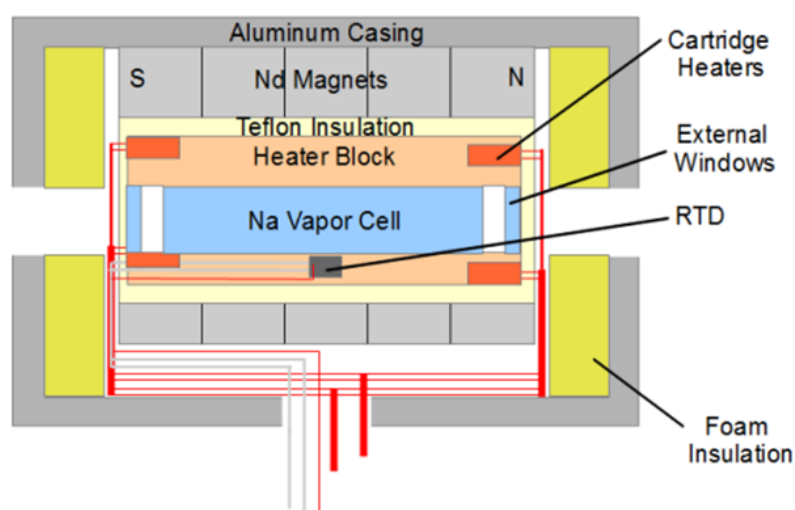 Aluminum Casing
S
Nd Magnets
N
Cartridge
Heaters
Teflon Insulation
Heater Block
External
Windows
Na Vapor Cell
RTD
Foam
Insulation